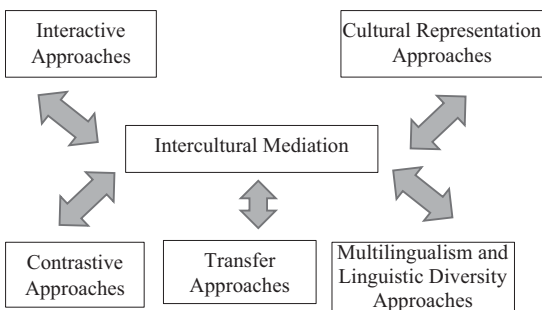 Interactive
Approaches
Cultural Representation
Approaches
Intercultural Mediation
Contrastive
Approaches
Transfer
Approaches
Multilingualism and
Linguistic Diversity
Approaches